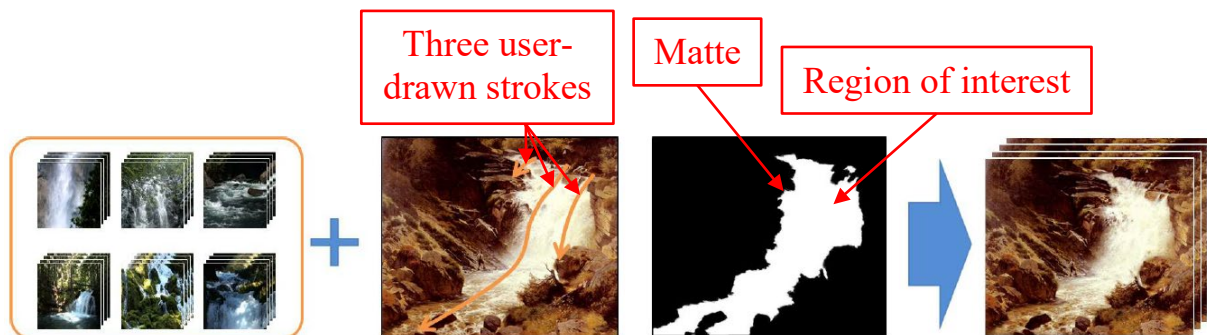 Three user-
drawn strokes
Matte
Region of interest